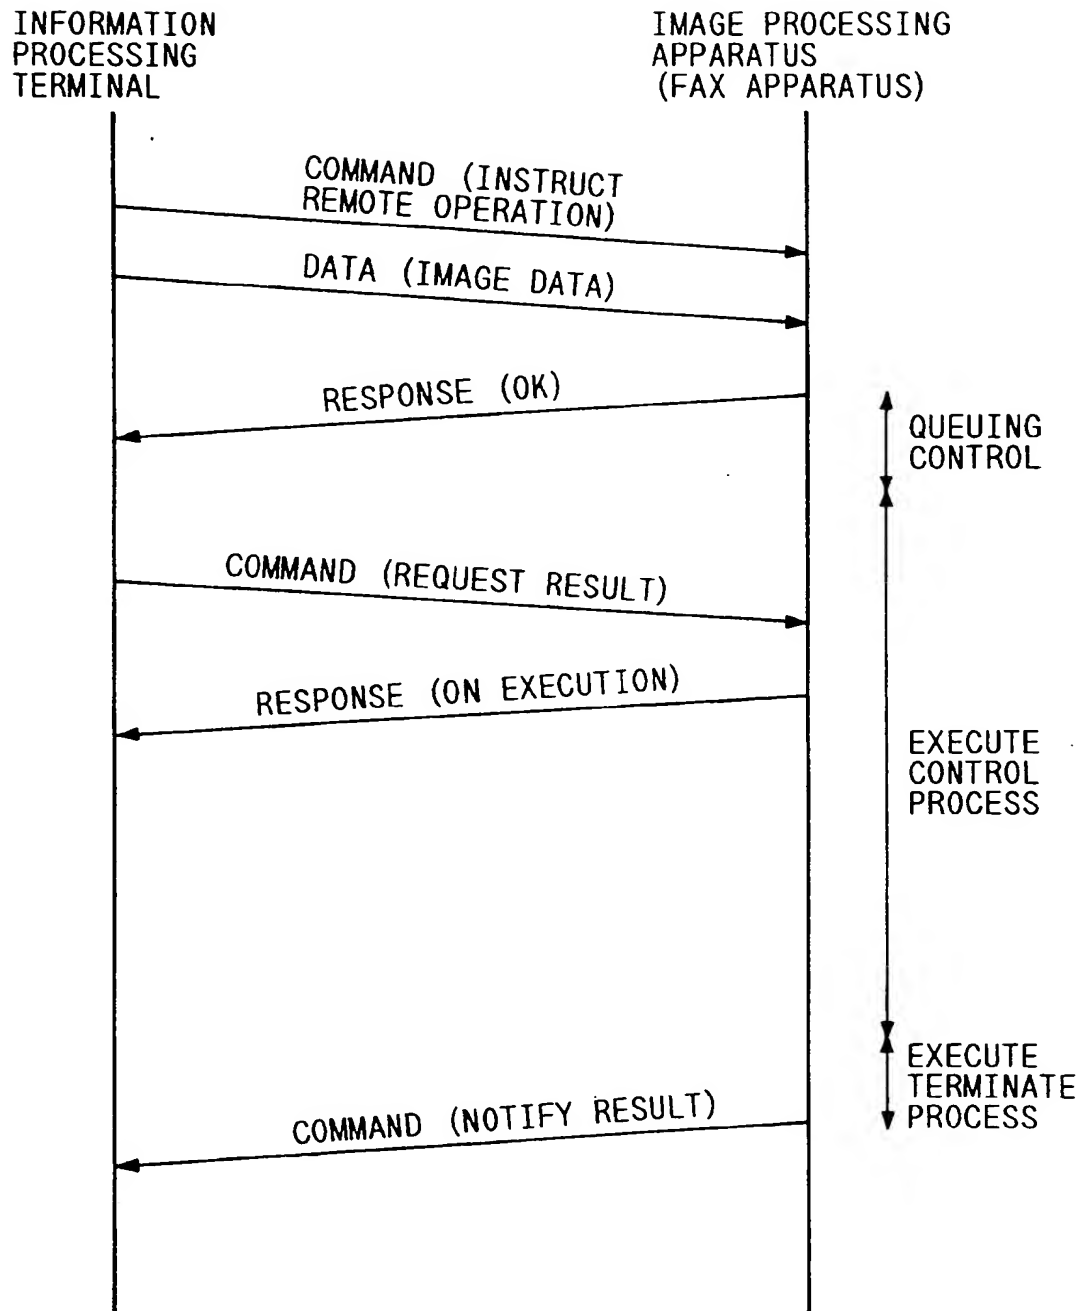 INFORMATION
PROCESSING
TERMINAL
IMAGE PROCESSING
APPARATUS
(FAX APPARATUS)
COMMAND (INSTRUCT
REMOTE OPERATION)
DATA (IMAGE DATA)
RESPONSE (OK)
QUEUING
CONTROL
COMMAND (REQUEST RESULT)
RESPONSE (ON EXECUTION)
EXECUTE
CONTROL
PROCESS
EXECUTE
TERMINATE
PROCESS
COMMAND (NOTIFY RESULT)